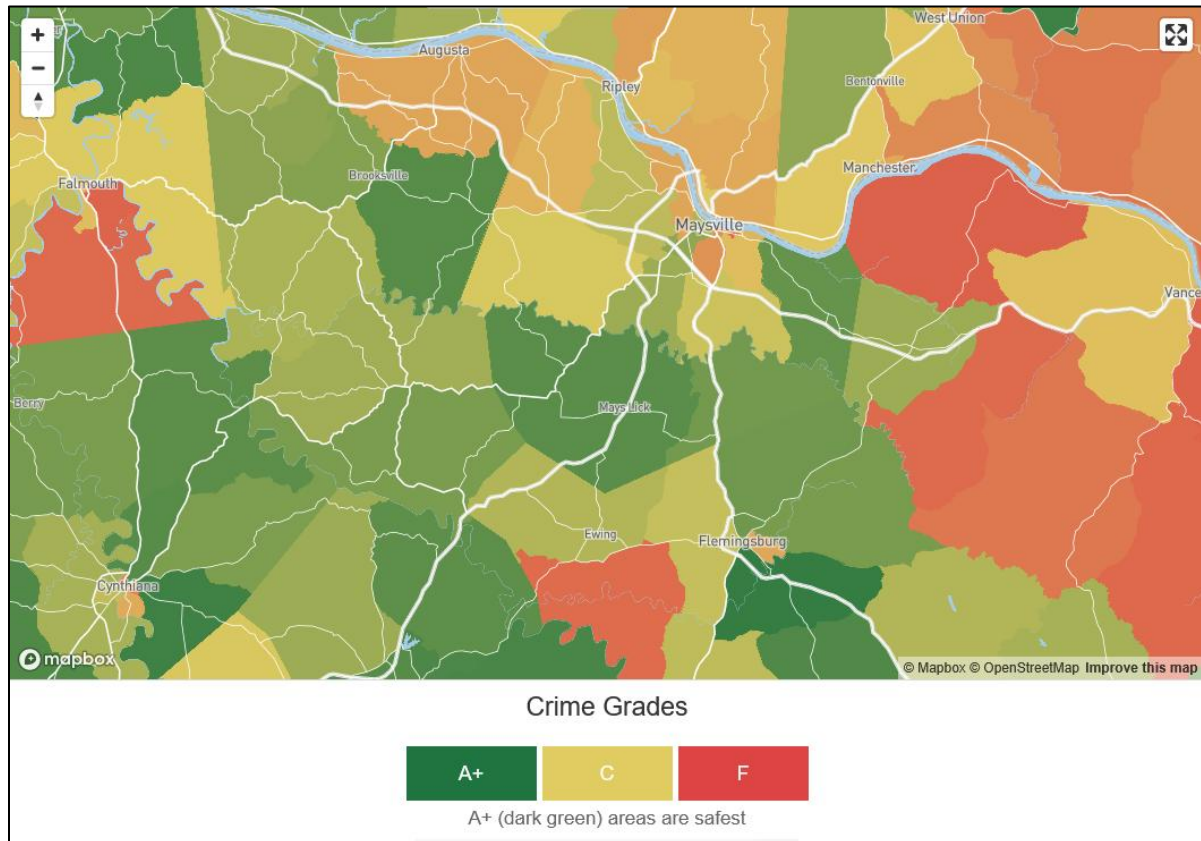 West Union
Augusta
Bentonville
Ripley
Manchester
Brooksville
Falmouth
Maysville
Vance
Berry
Mays Lick
Ewing
Flemingsburg
Cynthiana
mapbox
© Mapbox © OpenStreetMap Improve this map
Crime Grades
A+ C F
A+ (dark green) areas are safest